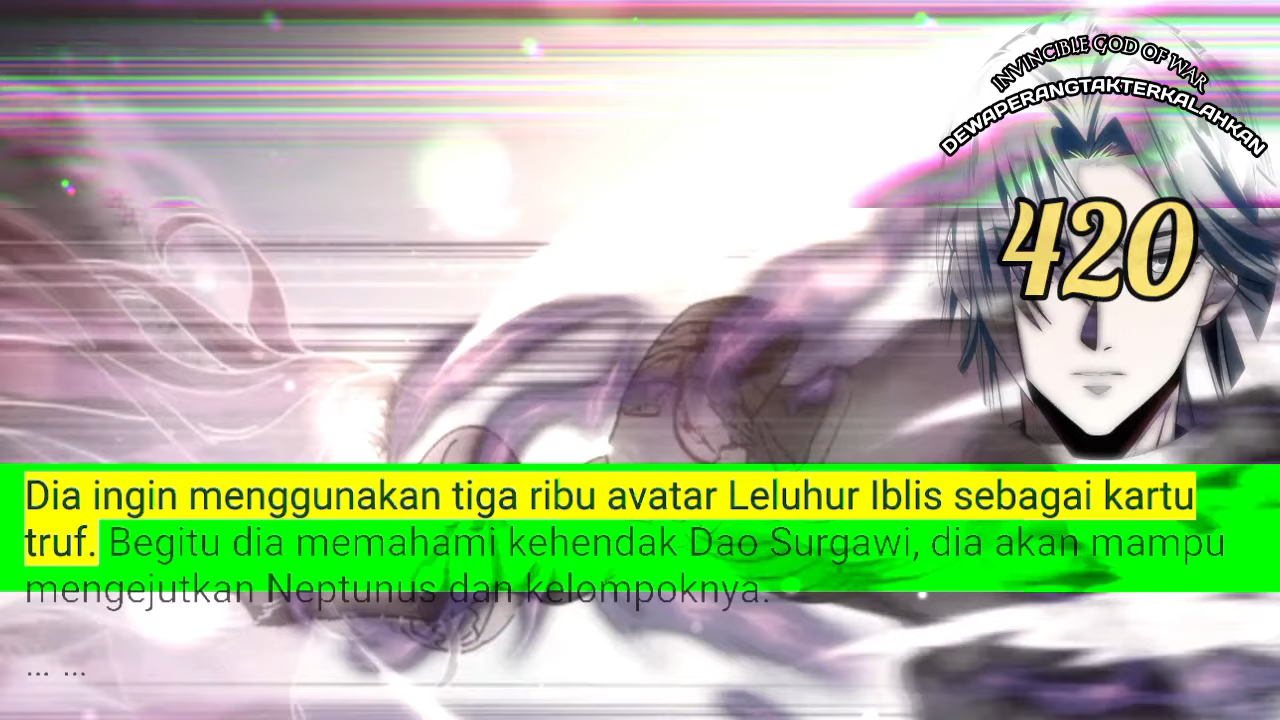 INVINCIBLE GOD OF WAR
DEWAPERANGTAKTERKALAHKAN
420
Dia ingin menggunakan tiga ribu avatar Leluhur Iblis sebagai kartu
truf. Begitu dia memahami kehendak Dao Surgawi, dia akan mampu
mengejutkan Neptunus dan kelompoknya.
... ...